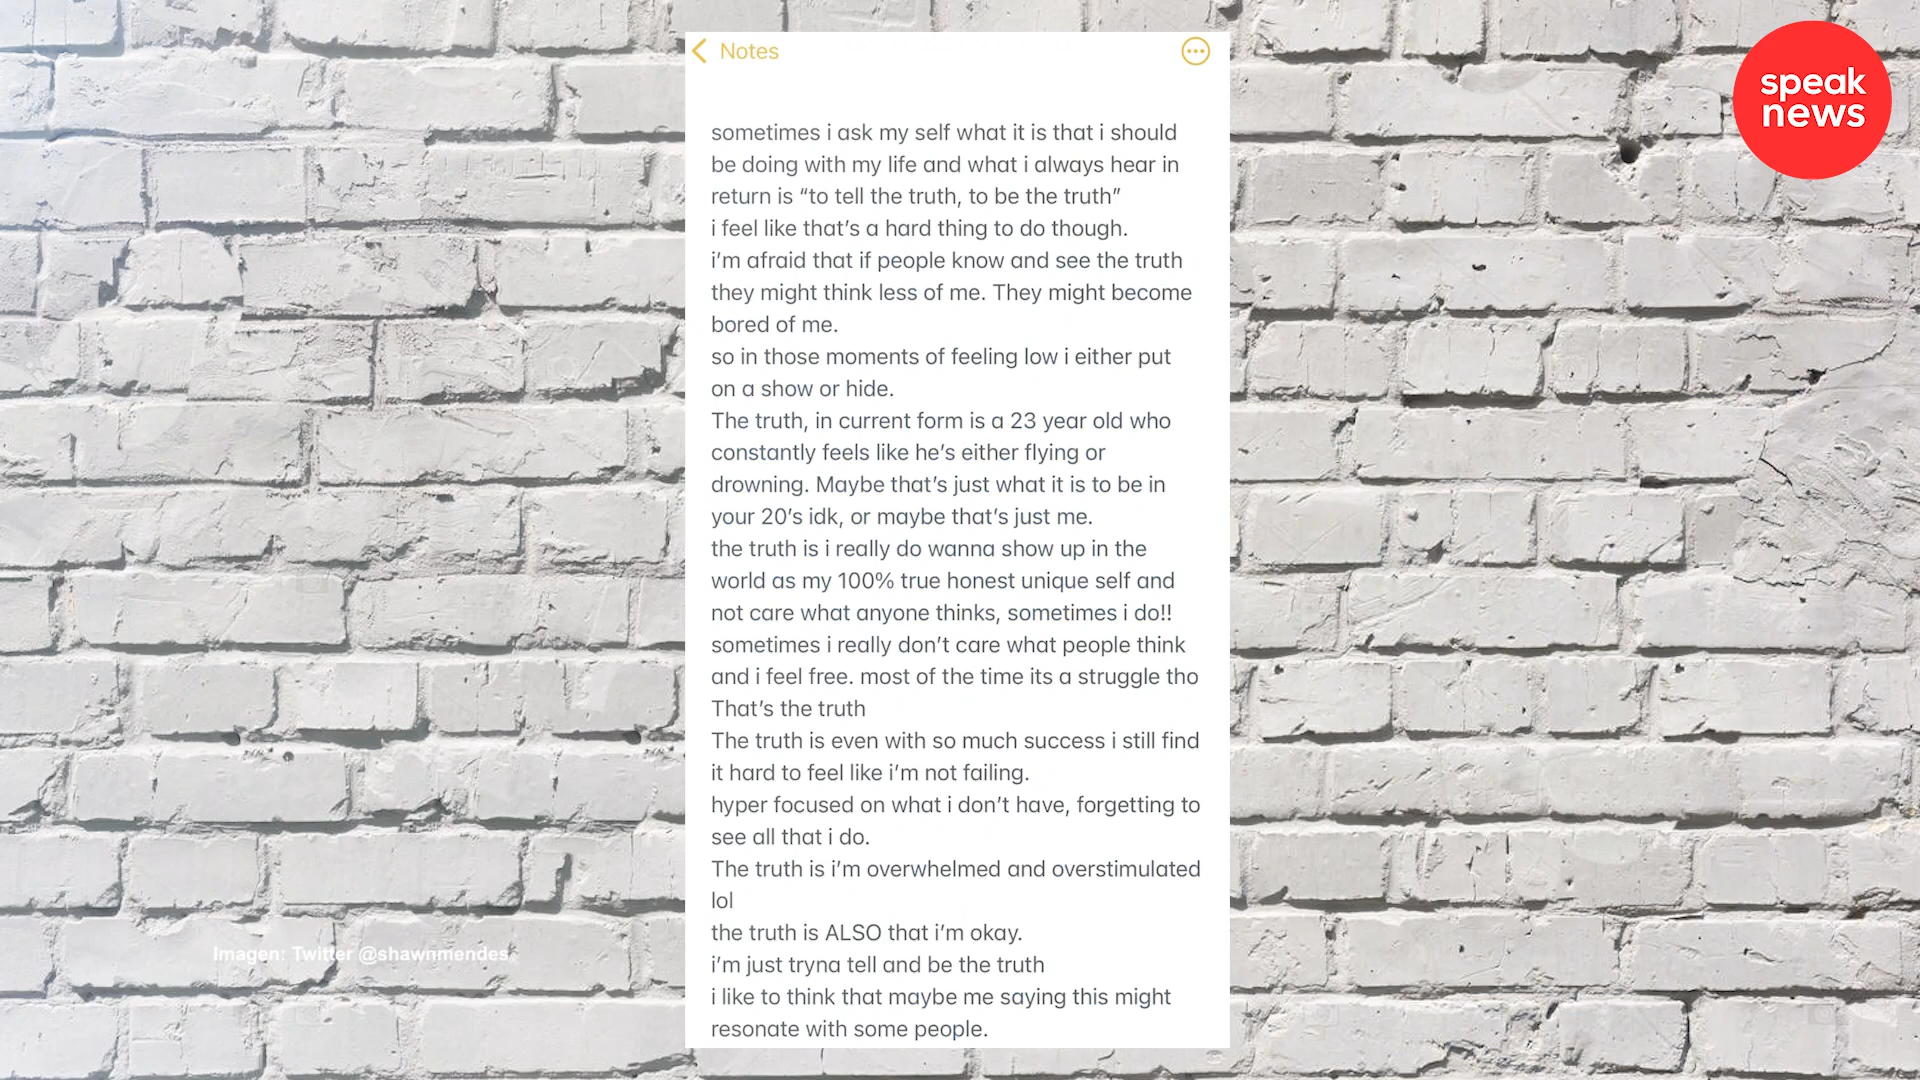 Notes
speak
news
sometimes i ask my self what it is that i should
be doing with my life and what i always hear in
return is “to tell the truth, to be the truth”
i feel like that’s a hard thing to do though.
i’m afraid that if people know and see the truth
they might think less of me. They might become
bored of me.
so in those moments of feeling low i either put
on a show or hide.
The truth, in current form is a 23 year old who
constantly feels like he’s either flying or
drowning. Maybe that’s just what it is to be in
your 20’s idk, or maybe that’s just me.
the truth is i really do wanna show up in the
world as my 100% true honest unique self and
not care what anyone thinks, sometimes i do!!
sometimes i really don’t care what people think
and i feel free. most of the time its a struggle tho
That’s the truth
The truth is even with so much success i still find
it hard to feel like i’m not failing.
hyper focused on what i don’t have, forgetting to
see all that i do.
The truth is i’m overwhelmed and overstimulated
lol
the truth is ALSO that i’m okay.
i’m just tryna tell and be the truth
i like to think that maybe me saying this might
resonate with some people.
Imagen: Twitter @shawnmendes